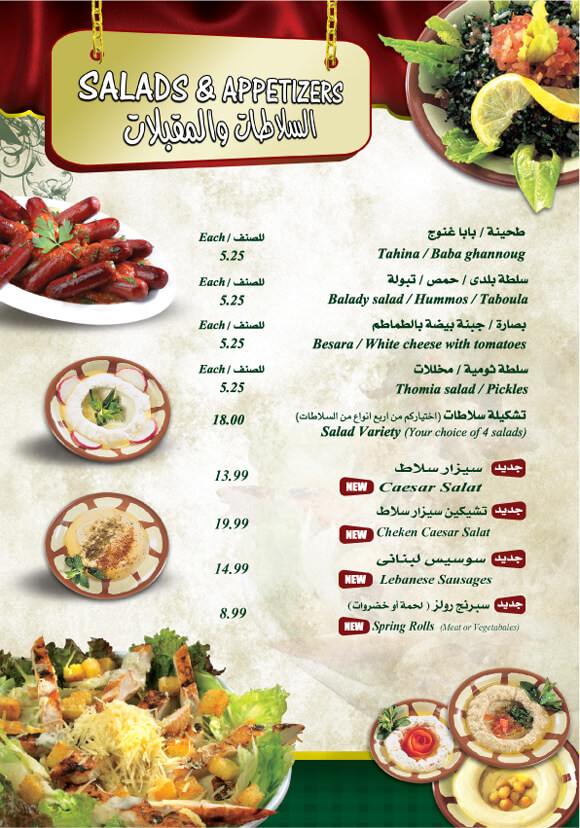 SALADS & APPETIZERS
السلاطات والمقبلات
Each / للصنف طحينة / بابا غنوج
5.25 Tahina / Baba ghannoug
Each / للصنف سلطة بلدى / حمص / تبولة
5.25 Balady salad / Hummos / Taboula
Each / للصنف بصارة / جبنة بيضة بالطماطم
5.25 Besara / White cheese with tomatoes
Each / للصنف سلطة ثومية / مخللات
5.25 Thomia salad / Pickles
18.00 تشكيلة سلاطات (اختياركم من اربع انواع من السلاطات)
Salad Variety (Your choice of 4 salads)
13.99 جديد سيزار سلاط
NEW Caesar Salat
19.99 جديد تشيكين سيزار سلاط
NEW Cheken Caesar Salat
14.99 جديد سوسيس لبنانى
NEW Lebanese Sausages
8.99 جديد سبرنج رولز ( لحمة أو خضروات)
NEW Spring Rolls (Meat or Vegetabales)